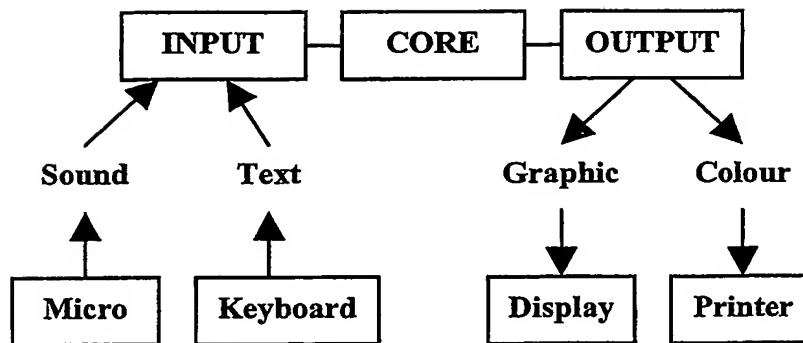 INPUT CORE OUTPUT
Sound Text Graphic Colour
Micro Keyboard Display Printer